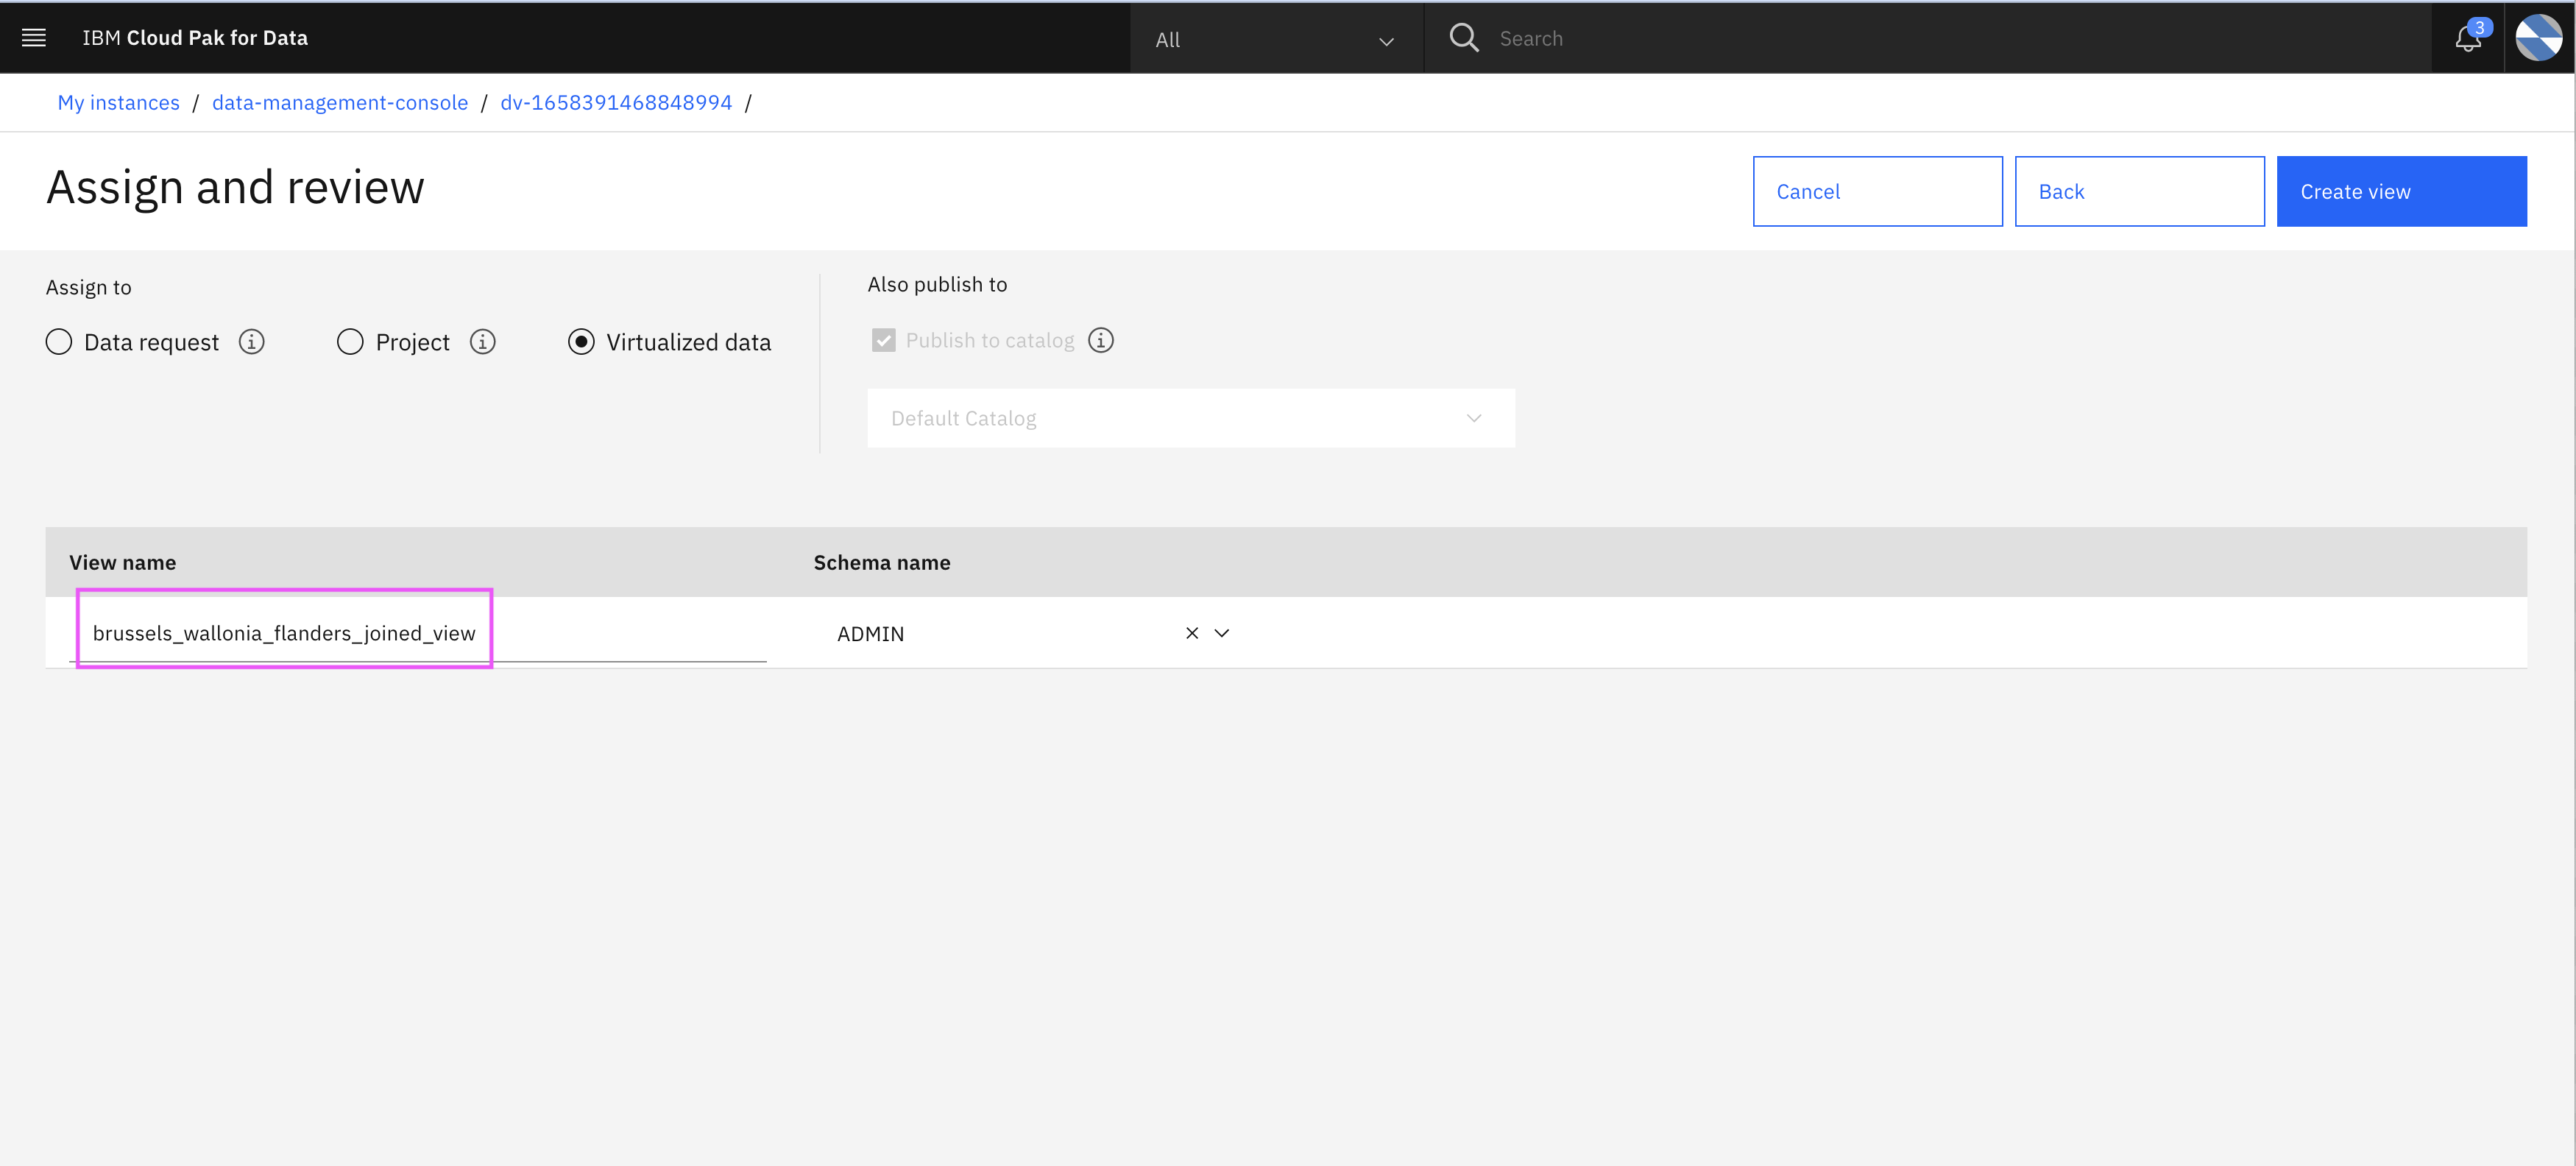 IBM Cloud Pak for Data
All
Search
3
My instances / data-management-console / dv-1658391468848994 /
Assign and review
Cancel
Back
Create view
Assign to
Data request
Project
Virtualized data
Also publish to
Publish to catalog
Default Catalog
View name
Schema name
brussels_wallonia_flanders_joined_view
ADMIN